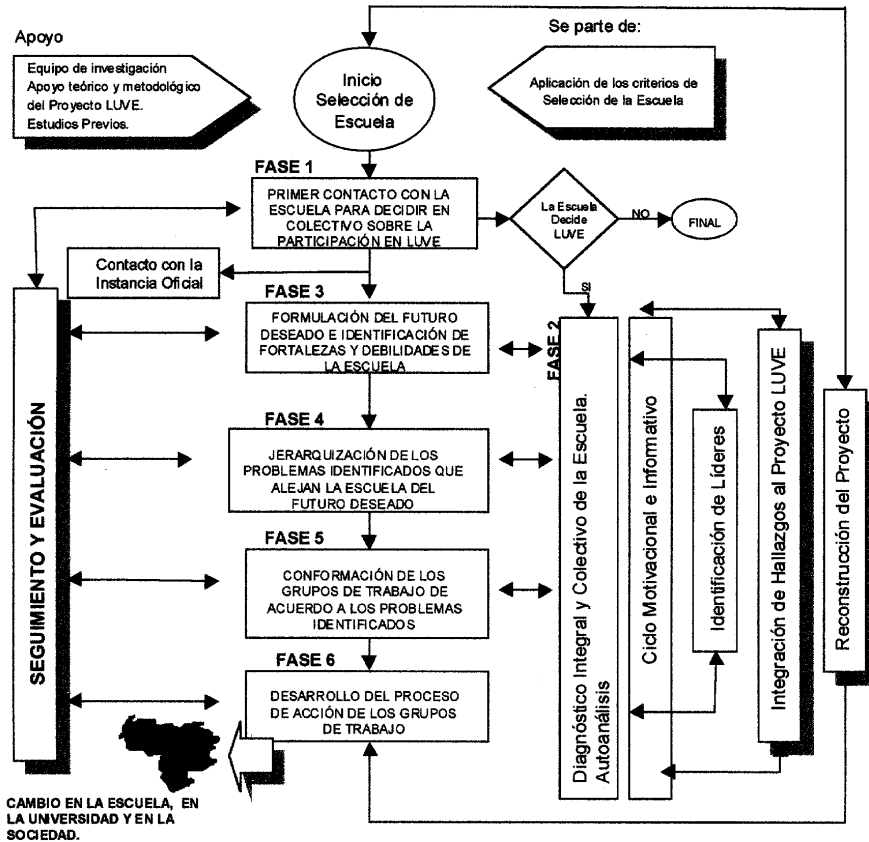 Apoyo
Equipo de investigación
Apoyo teórico y metodológico
del Proyecto LUVE.
Estudios Previos.
Inicio
Selección de
Escuela
Se parte de:
Aplicación de los criterios de
Selección de la Escuela
FASE 1
PRIMER CONTACTO CON LA
ESCUELA PARA DECIDIR EN
COLECTIVO SOBRE LA
PARTICIPACIÓN EN LUVE
La Escuela
Decide
LUVE
NO
FINAL
SI
Contacto con la
Instancia Oficial
FASE 3
FORMULACIÓN DEL FUTURO
DESEADO E IDENTIFICACIÓN DE
FORTALEZAS Y DEBILIDADES DE
LA ESCUELA
FASE 4
JERARQUIZACIÓN DE LOS
PROBLEMAS IDENTIFICADOS QUE
ALEJAN LA ESCUELA DEL
FUTURO DESEADO
FASE 5
CONFORMACIÓN DE LOS
GRUPOS DE TRABAJO DE
ACUERDO A LOS PROBLEMAS
IDENTIFICADOS
FASE 6
DESARROLLO DEL PROCESO
DE ACCIÓN DE LOS GRUPOS
DE TRABAJO
SEGUIMIENTO Y EVALUACIÓN
FASE 2
Diagnóstico Integral y Colectivo de la Escuela.
Autoanálisis
Ciclo Motivacional e Informativo
Identificación de Líderes
Integración de Hallazgos al Proyecto LUVE
Reconstrucción del Proyecto
CAMBIO EN LA ESCUELA, EN
LA UNIVERSIDAD Y EN LA
SOCIEDAD.